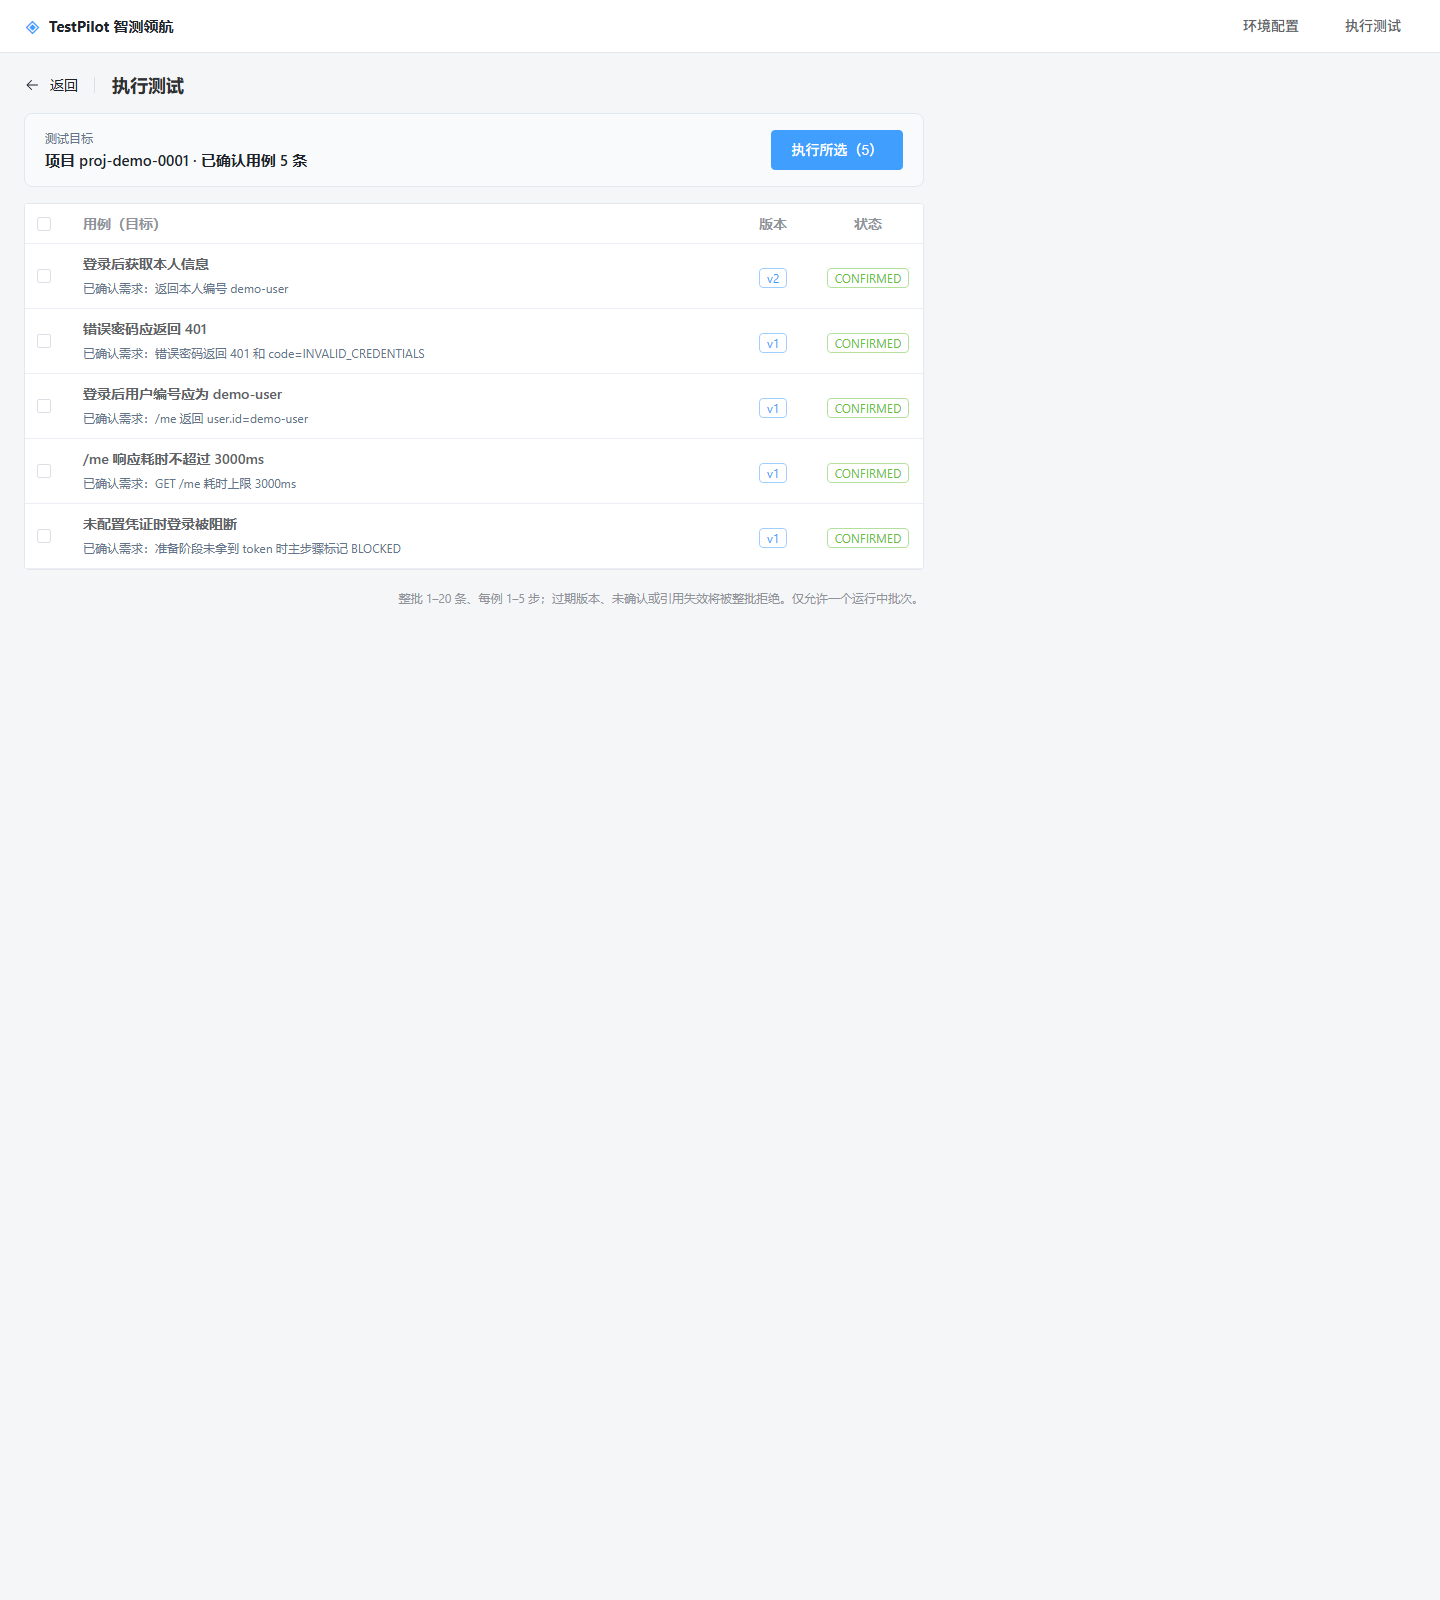 TestPilot 智测领航
环境配置
执行测试
返回
执行测试
测试目标
项目 proj-demo-0001 · 已确认用例 5 条
执行所选（5）
用例（目标） 版本 状态
登录后获取本人信息
已确认需求：返回本人编号 demo-user
v2 CONFIRMED
错误密码应返回 401
已确认需求：错误密码返回 401 和 code=INVALID_CREDENTIALS
v1 CONFIRMED
登录后用户编号应为 demo-user
已确认需求：/me 返回 user.id=demo-user
v1 CONFIRMED
/me 响应耗时不超过 3000ms
已确认需求：GET /me 耗时上限 3000ms
v1 CONFIRMED
未配置凭证时登录被阻断
已确认需求：准备阶段未拿到 token 时主步骤标记 BLOCKED
v1 CONFIRMED
整批 1–20 条、每例 1–5 步；过期版本、未确认或引用失效将被整批拒绝。仅允许一个运行中批次。